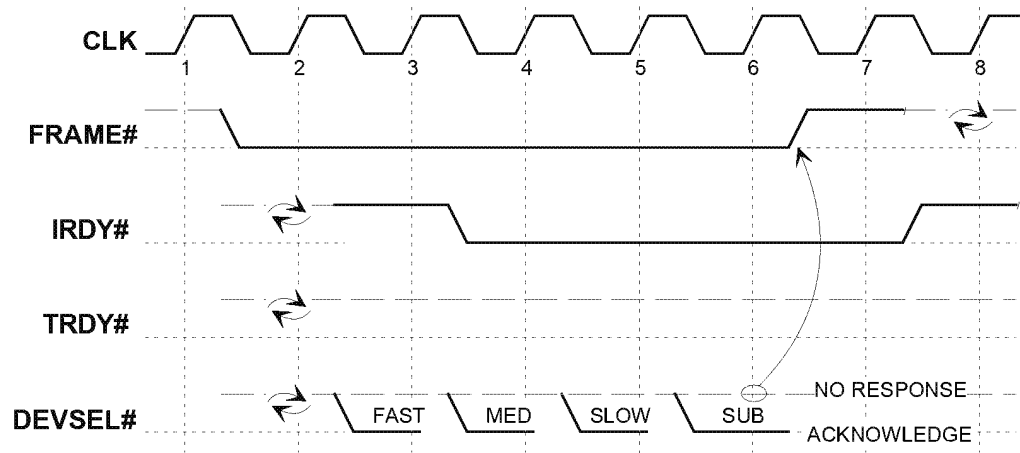 CLK
1 2 3 4 5 6 7 8
FRAME#
IRDY#
TRDY#
DEVSEL#
FAST MED SLOW SUB
NO RESPONSE
ACKNOWLEDGE